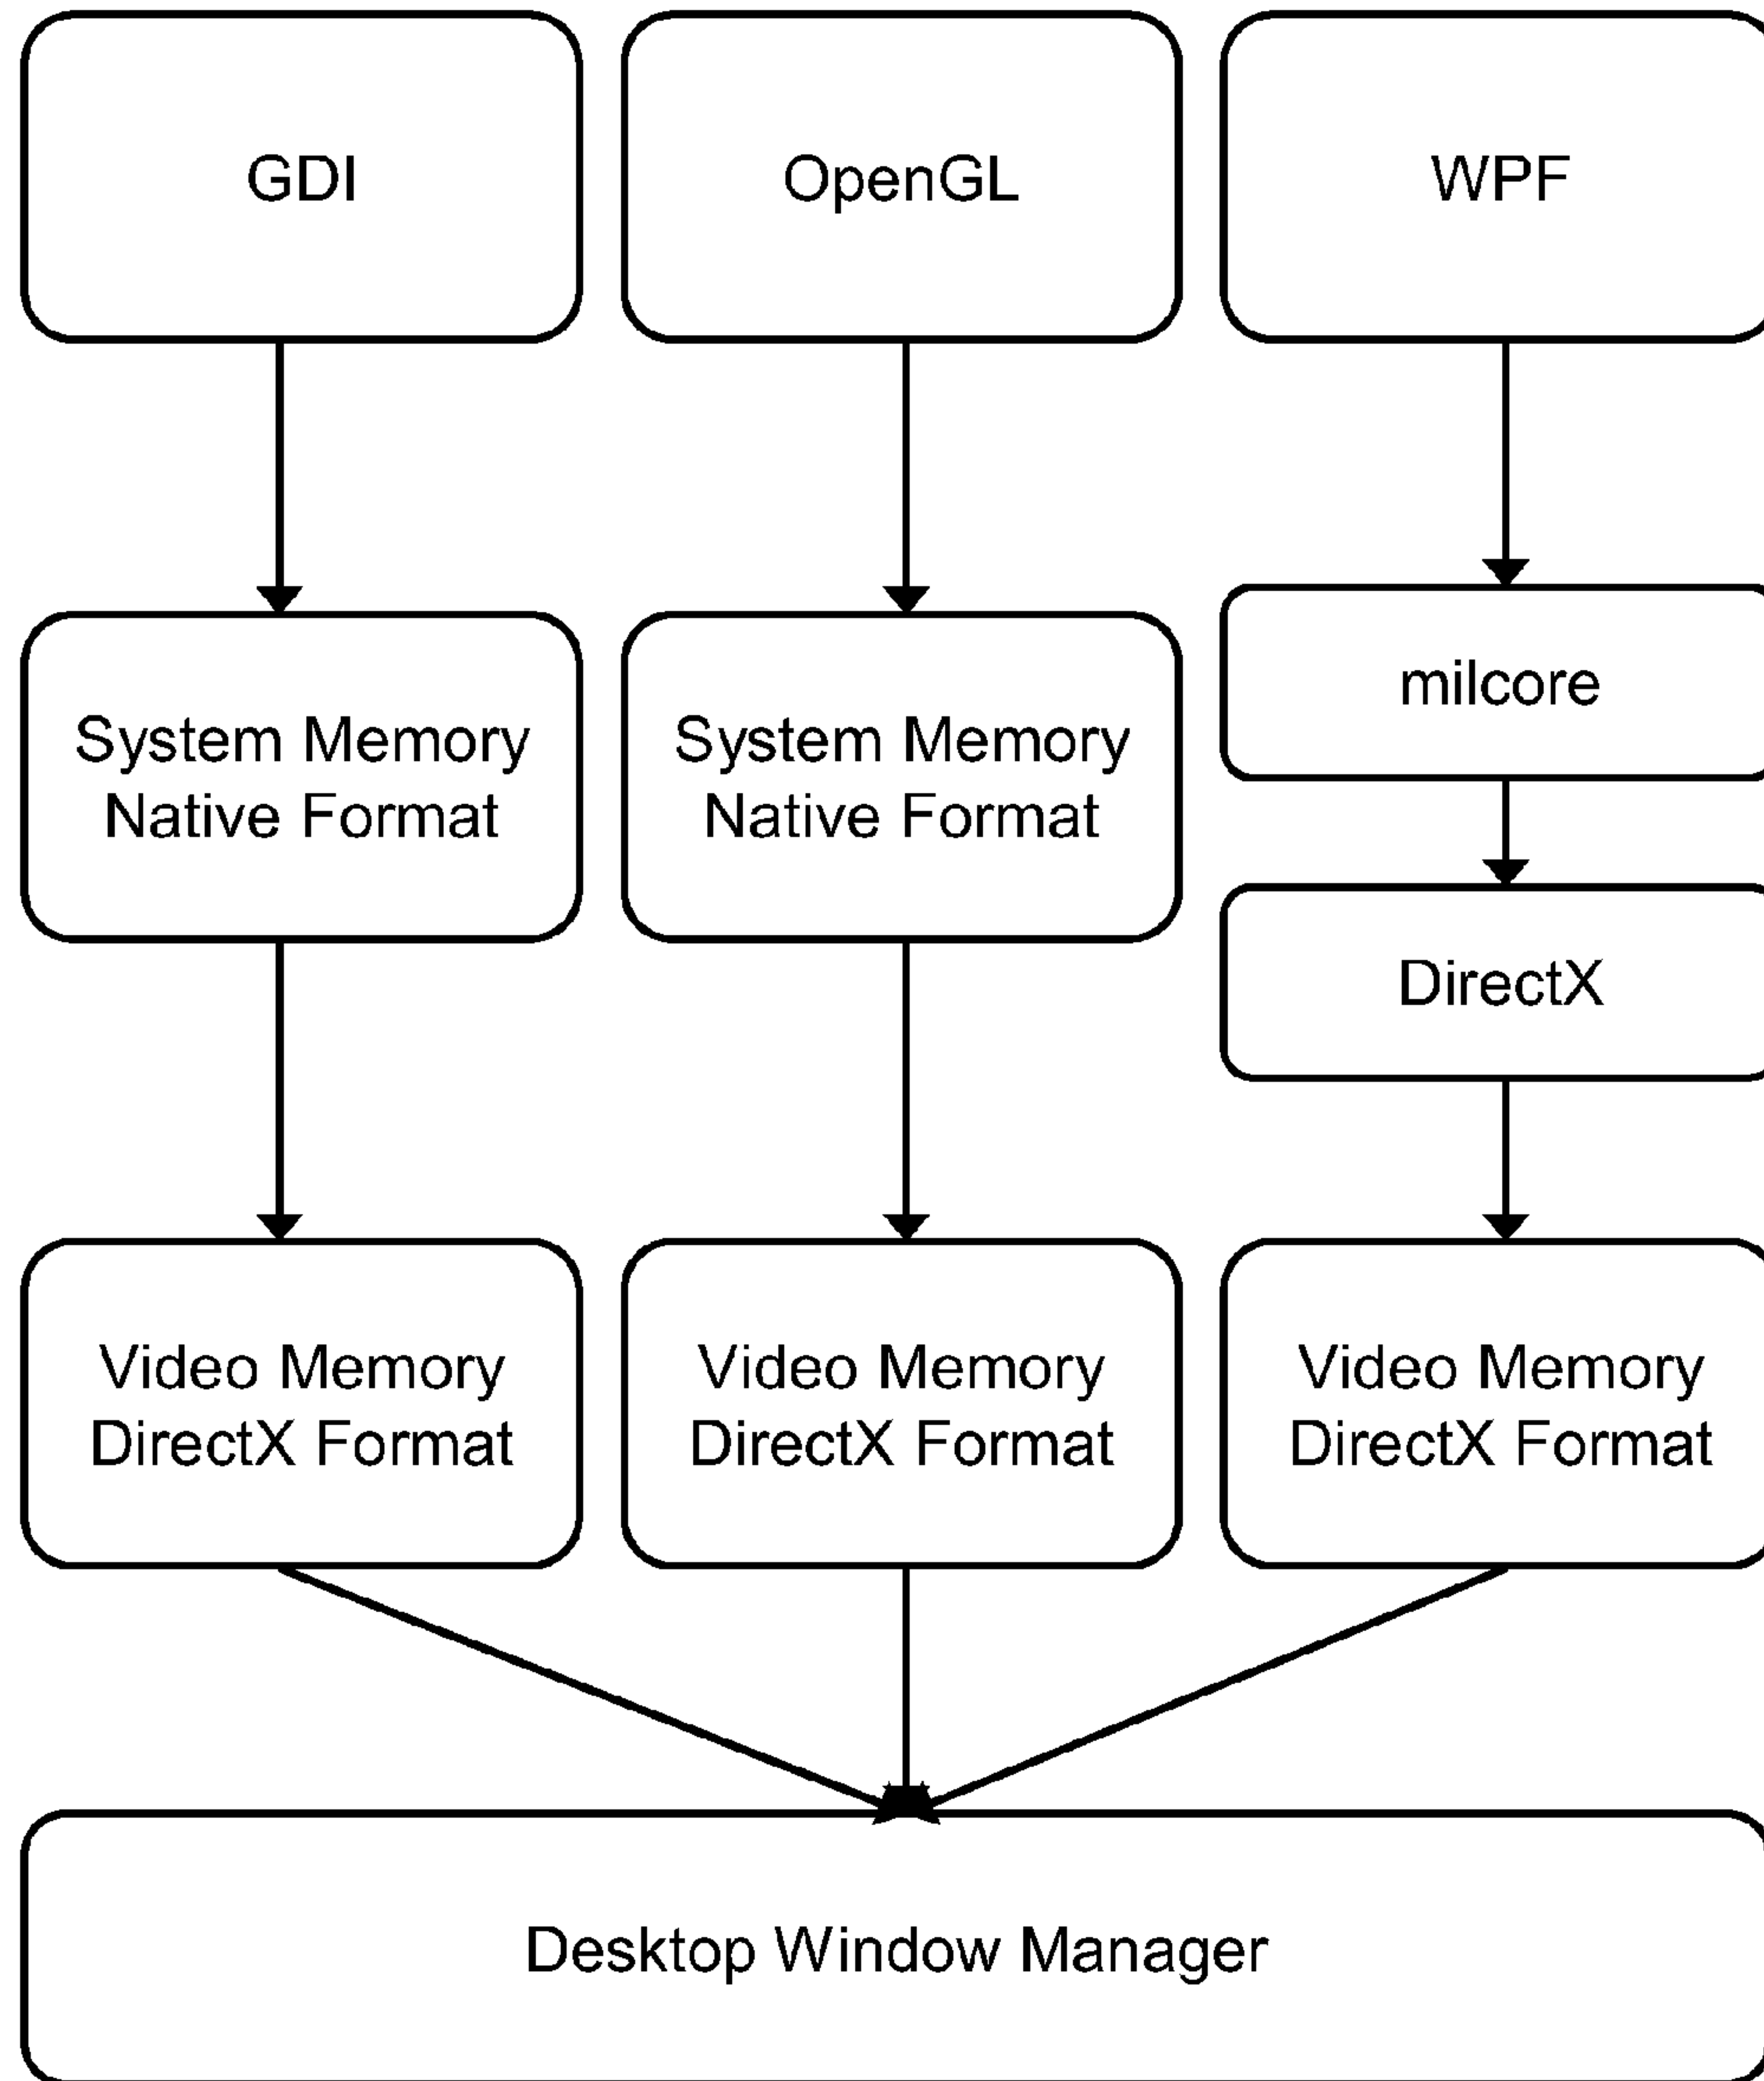 GDI
OpenGL
WPF
System Memory
Native Format
System Memory
Native Format
milcore
DirectX
Video Memory
DirectX Format
Video Memory
DirectX Format
Video Memory
DirectX Format
Desktop Window Manager